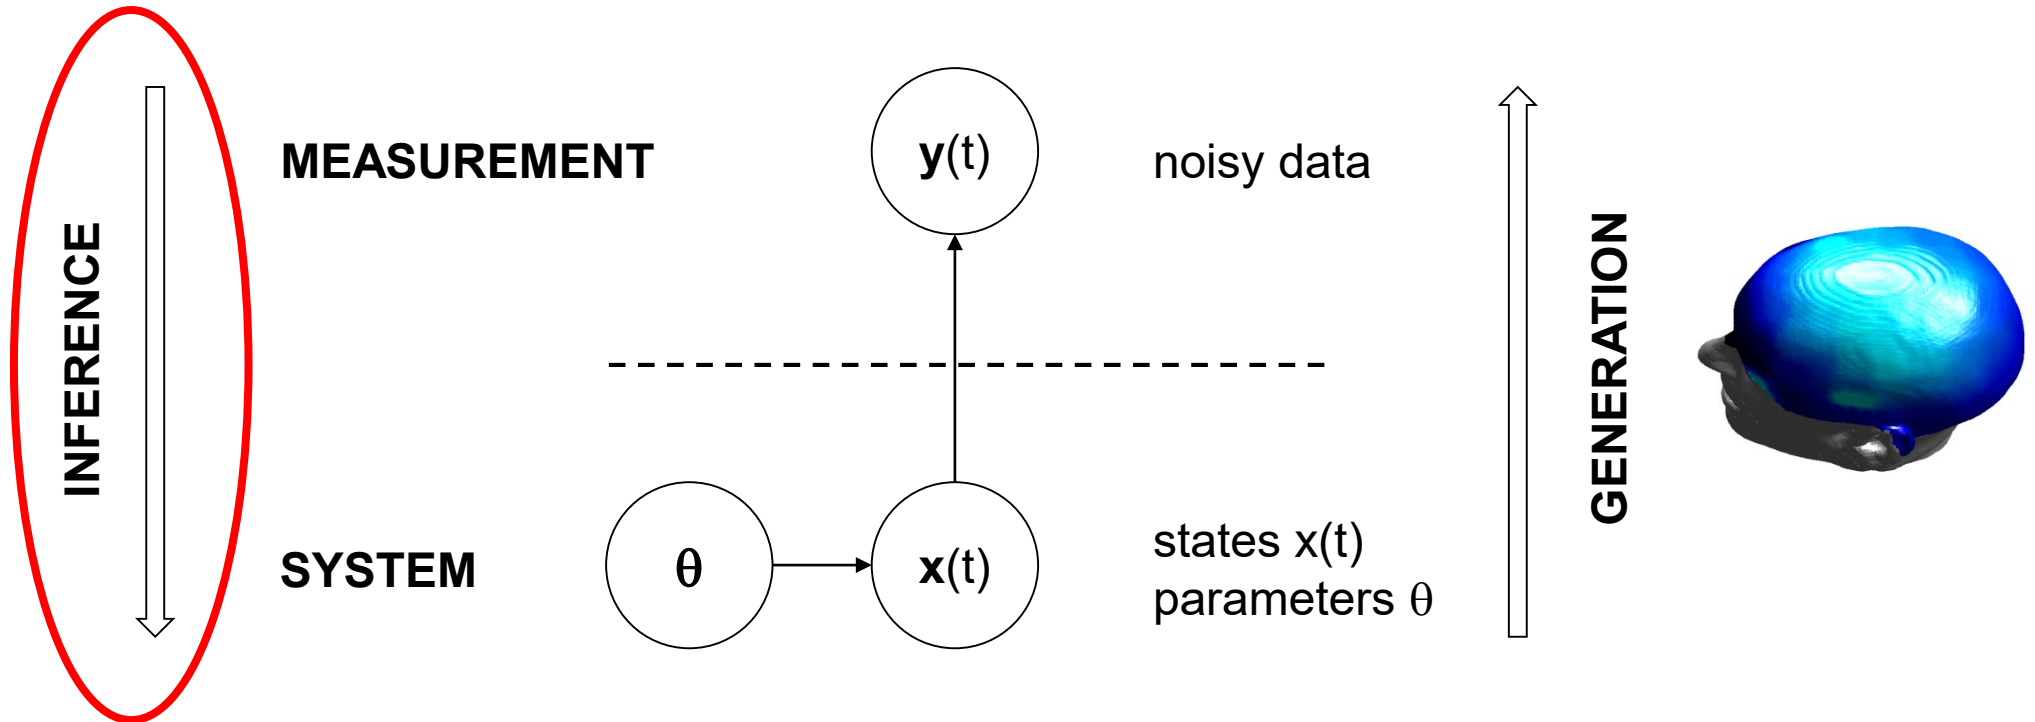 INFERENCE
MEASUREMENT
y(t)
noisy data
GENERATION
SYSTEM
θ
x(t)
states x(t)
parameters θ